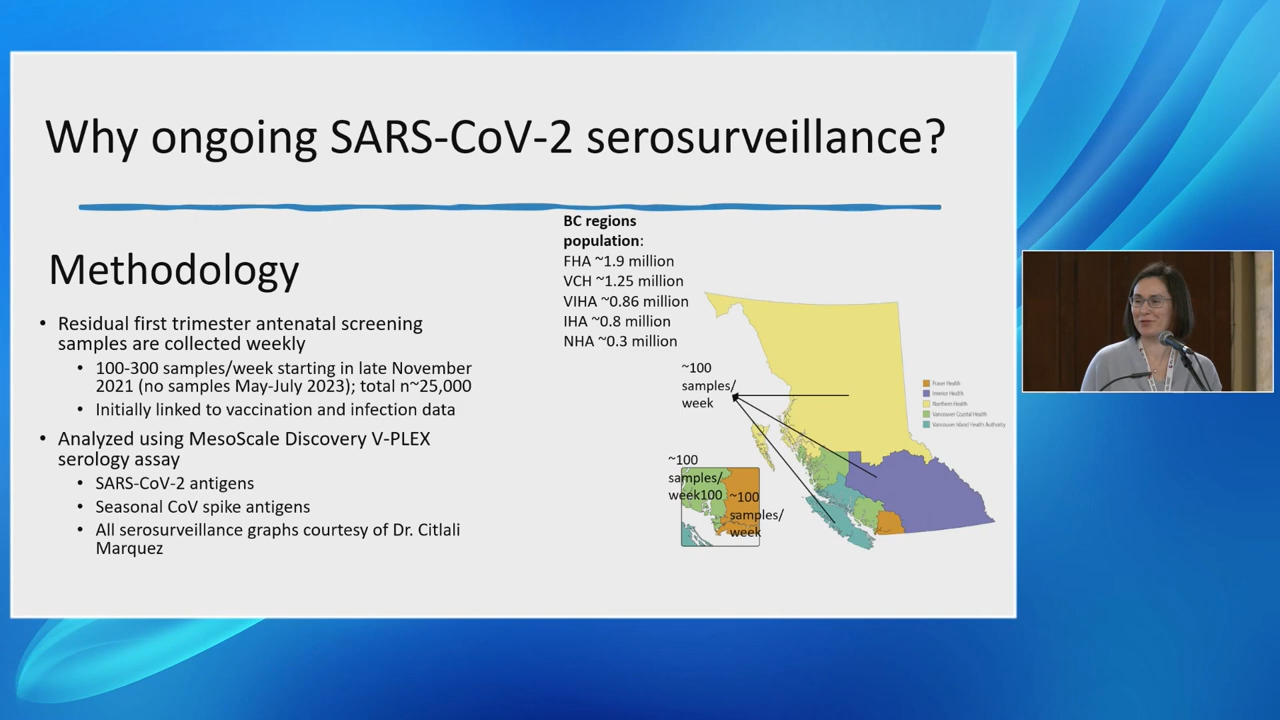 Why ongoing SARS-CoV-2 serosurveillance?
Methodology
• Residual first trimester antenatal screening
samples are collected weekly
• 100-300 samples/week starting in late November
2021 (no samples May-July 2023); total n~25,000
• Initially linked to vaccination and infection data
• Analyzed using MesoScale Discovery V-PLEX
serology assay
• SARS-CoV-2 antigens
• Seasonal CoV spike antigens
• All serosurveillance graphs courtesy of Dr. Citlali
Marquez
BC regions
population:
FHA ~1.9 million
VCH ~1.25 million
VIHA ~0.86 million
IHA ~0.8 million
NHA ~0.3 million
~100
samples/
week
~100
samples/
week100
~100
samples/
week
Fraser Health
Interior Health
Northern Health
Vancouver Coastal Health
Vancouver Island Health Authority